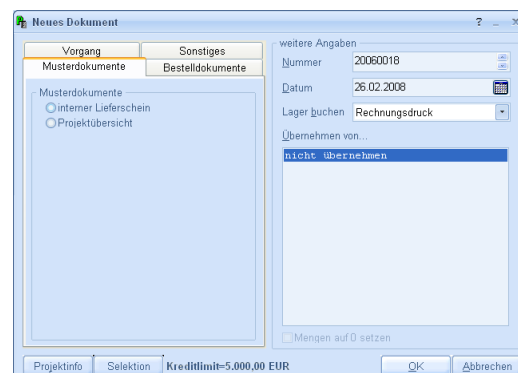 Neues Dokument
Vorgang
Sonstiges
Musterdokumente
Bestelldokumente
Musterdokumente
interner Lieferschein
Projektübersicht
weitere Angaben
Nummer 20060018
Datum 26.02.2008
Lager buchen Rechnungsdruck
Übernehmen von...
nicht übernehmen
Mengen auf 0 setzen
Projektinfo
Selektion
Kreditlimit=5.000,00 EUR
OK
Abbrechen